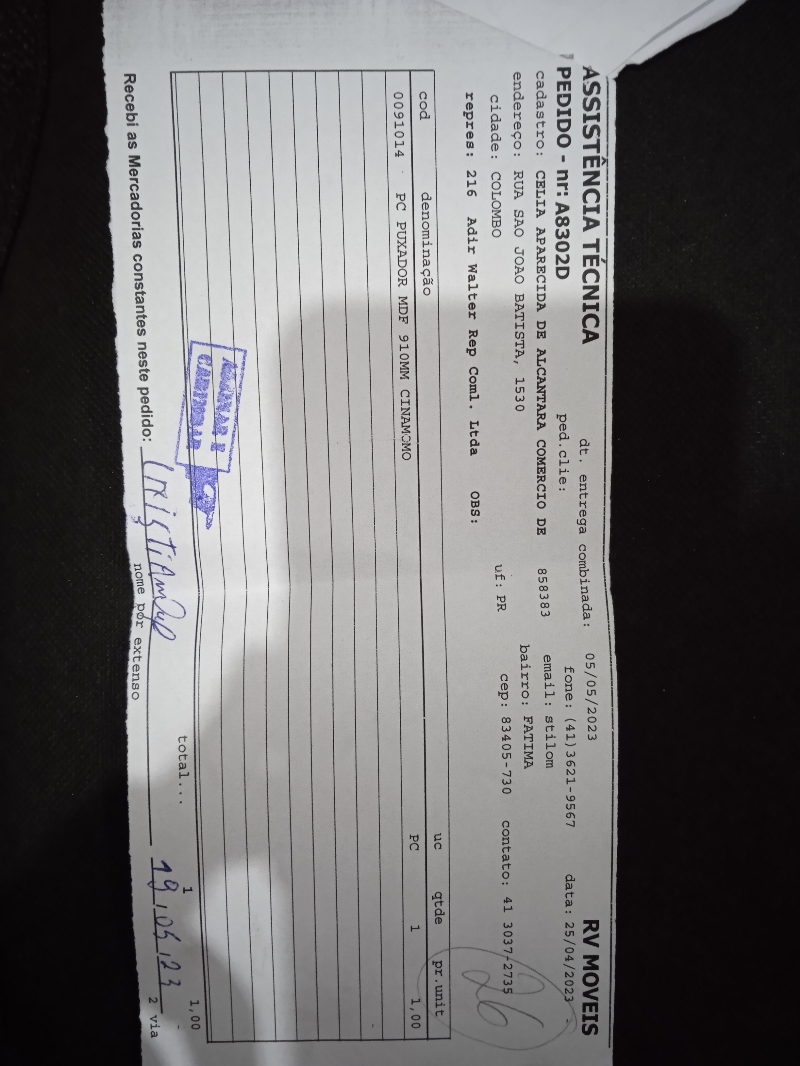 ASSISTÊNCIA TÉCNICA dt. entrega combinada: 05/05/2023 RV MOVEIS
PEDIDO - nr: A8302D ped.clie: fone: (41)3621-9567 data: 25/04/2023
cadastro: CELIA APARECIDA DE ALCANTARA COMERCIO DE 858383 email: stilom
endereço: RUA SAO JOAO BATISTA, 1530 bairro: FATIMA
cidade: COLOMBO uf: PR cep: 83405-730 contato: 41 3037-2735
repres: 216 Adir Walter Rep Coml. Ltda OBS:
26
cod denominação uc qtde pr.unit
0091014 PC PUXADOR MDF 910MM CINAMOMO PC 1 1,00
ASSINAR E
CARIMBAR
total... 1 1,00
Recebi as Mercadorias constantes neste pedido: 19,05,23 2 via
nome por extenso